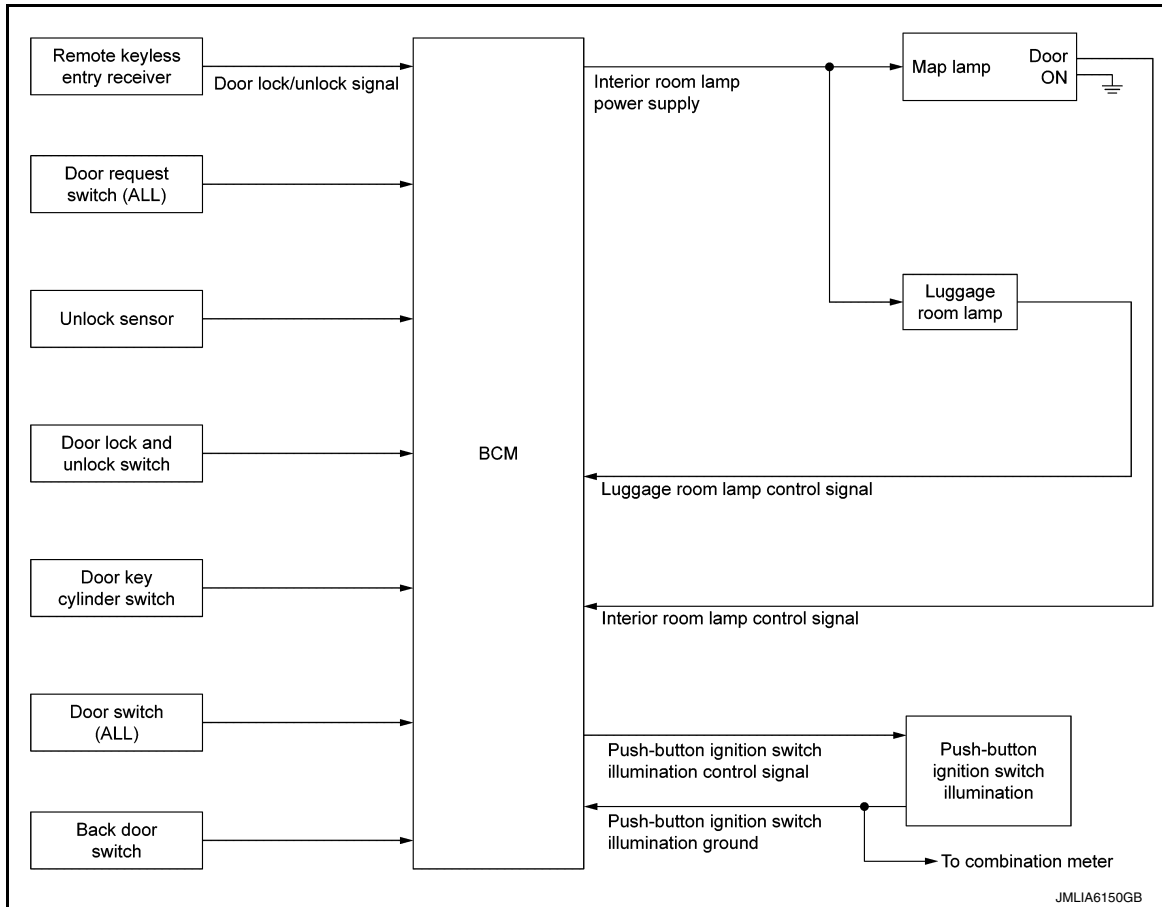 Remote keyless
entry receiver
Door lock/unlock signal
Door request
switch (ALL)
Unlock sensor
Door lock and
unlock switch
Door key
cylinder switch
Door switch
(ALL)
Back door
switch
BCM
Interior room lamp
power supply
Map lamp
Door
ON
Luggage
room lamp
Luggage room lamp control signal
Interior room lamp control signal
Push-button ignition switch
illumination control signal
Push-button
ignition switch
illumination
Push-button ignition switch
illumination ground
To combination meter
JMLIA6150GB